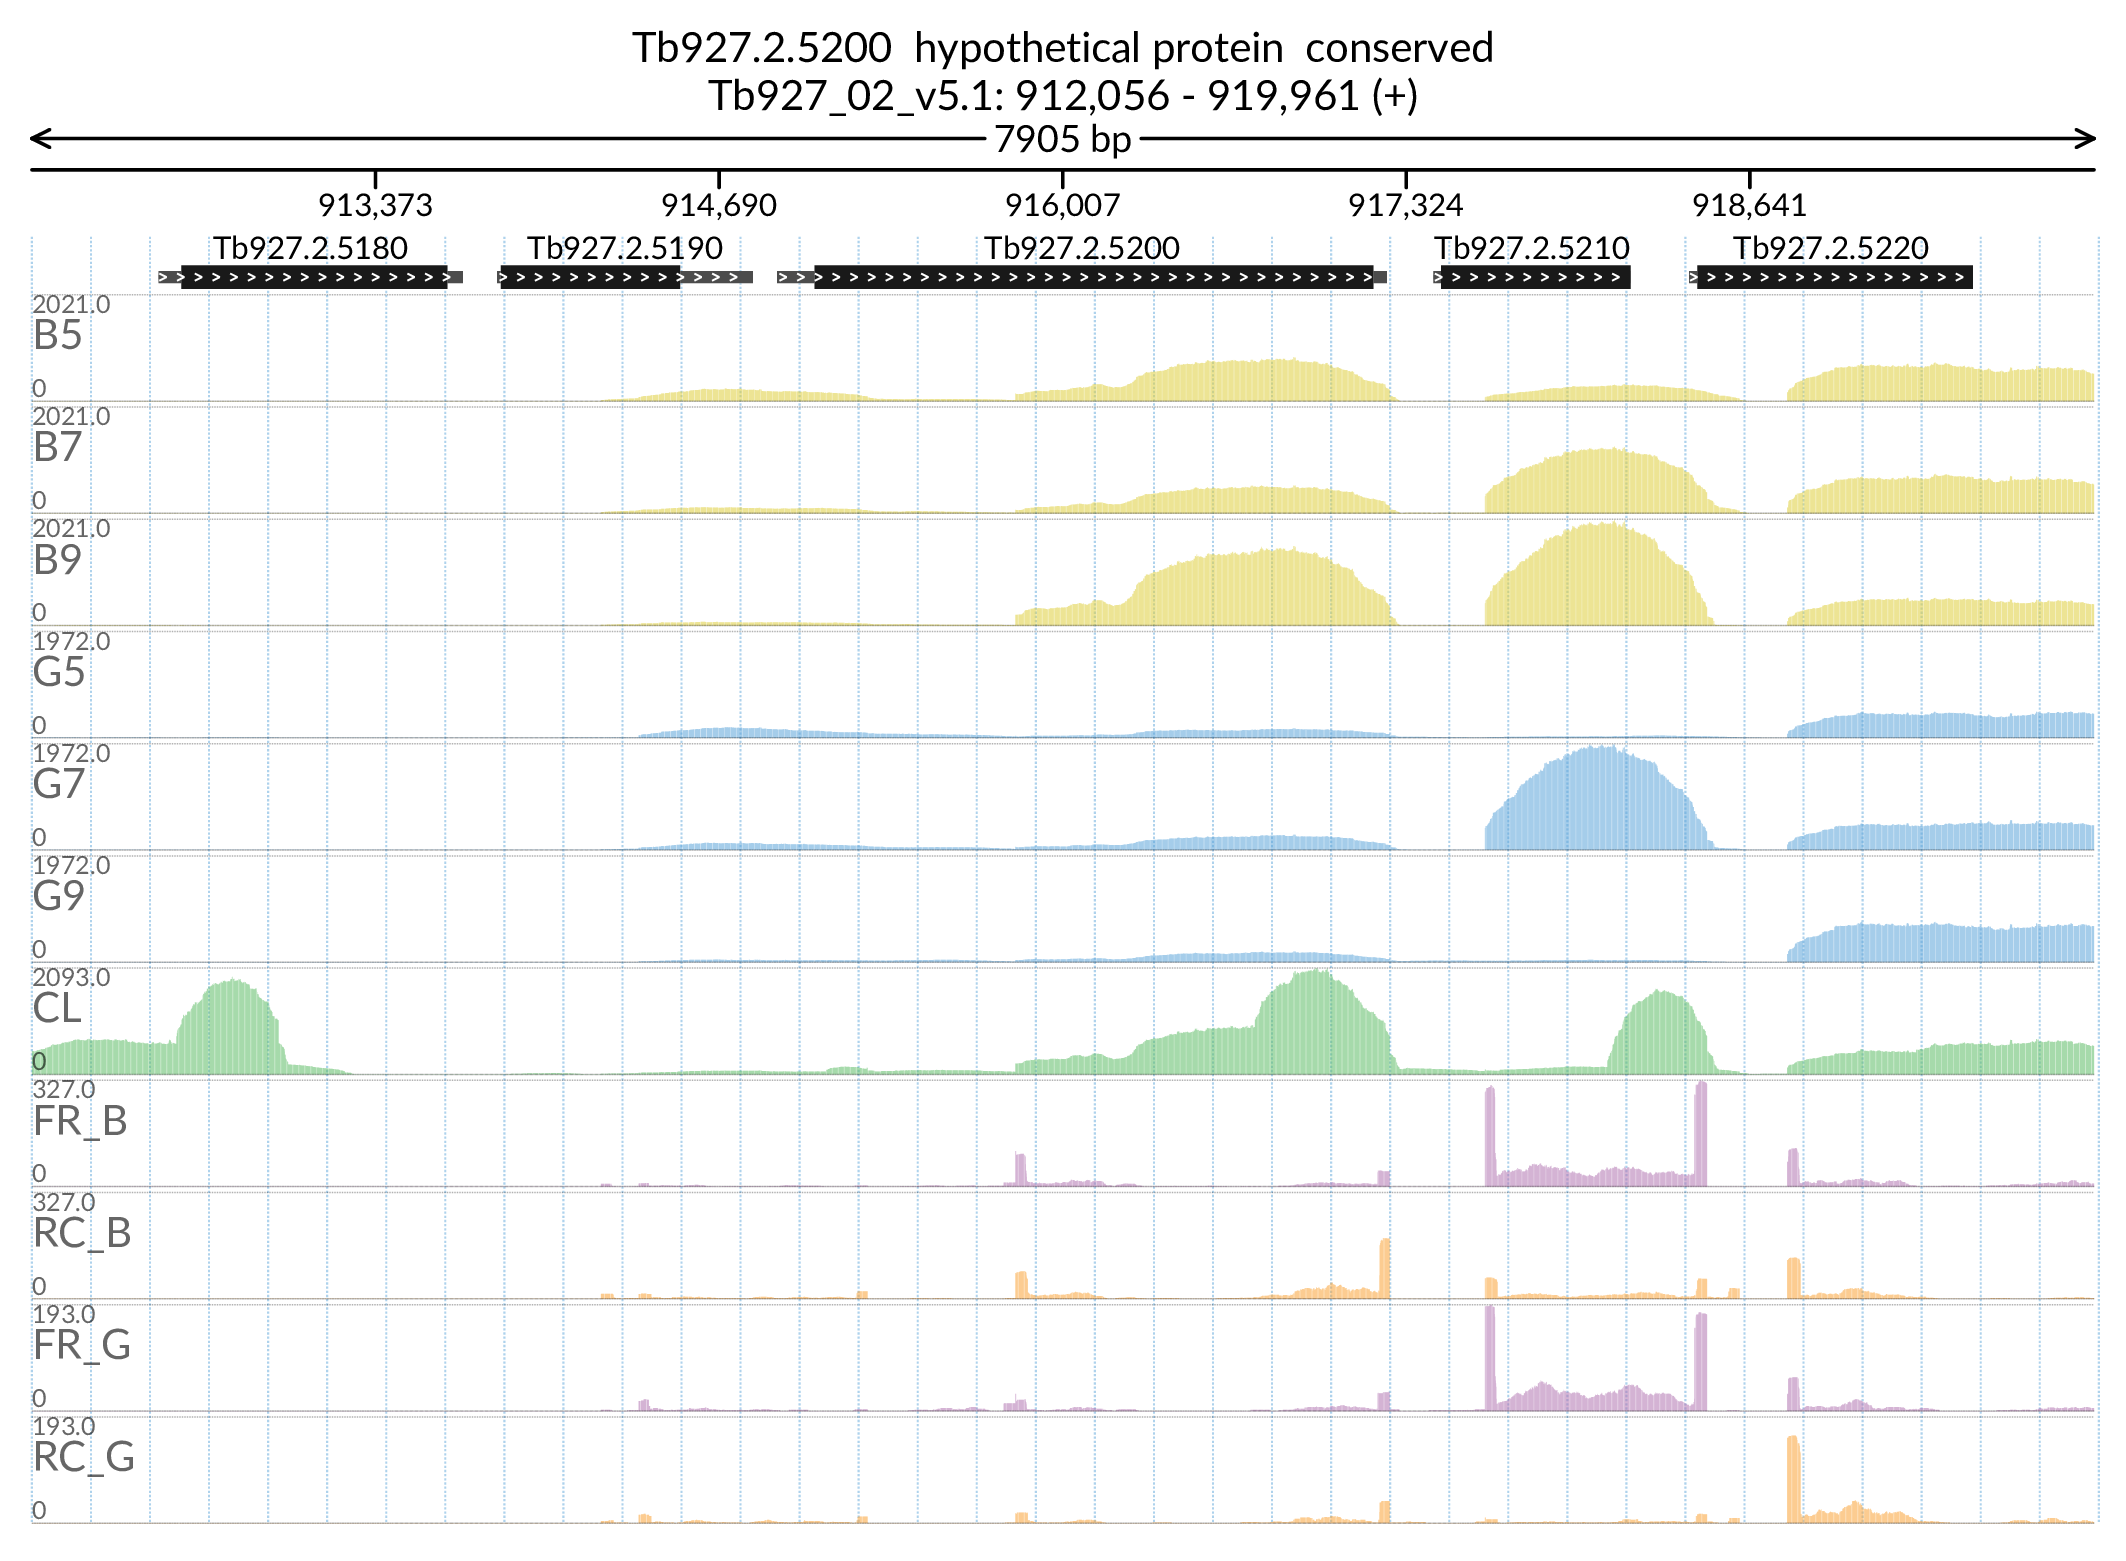 Tb927.2.5200  hypothetical protein  conserved
Tb927_02_v5.1: 912,056 - 919,961 (+)
7905 bp
913,373 914,690 916,007 917,324 918,641
Tb927.2.5180 Tb927.2.5190 Tb927.2.5200 Tb927.2.5210 Tb927.2.5220
2021.0
B5
0
2021.0
B7
0
2021.0
B9
0
1972.0
G5
0
1972.0
G7
0
1972.0
G9
0
2093.0
CL
0
327.0
FR_B
0
327.0
RC_B
0
193.0
FR_G
0
193.0
RC_G
0